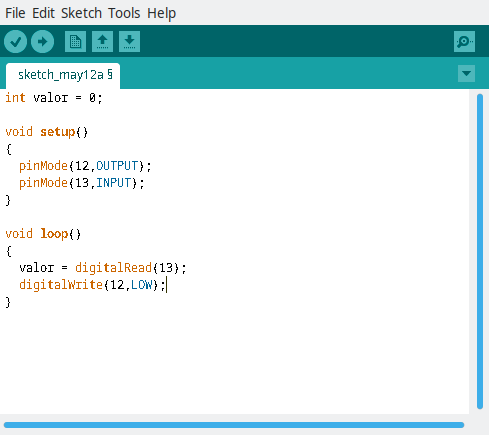 File Edit Sketch Tools Help
sketch_may12a §
int valor = 0;
void setup()
{
pinMode(12,OUTPUT);
pinMode(13,INPUT);
}
void loop()
{
valor = digitalRead(13);
digitalWrite(12,LOW);
}